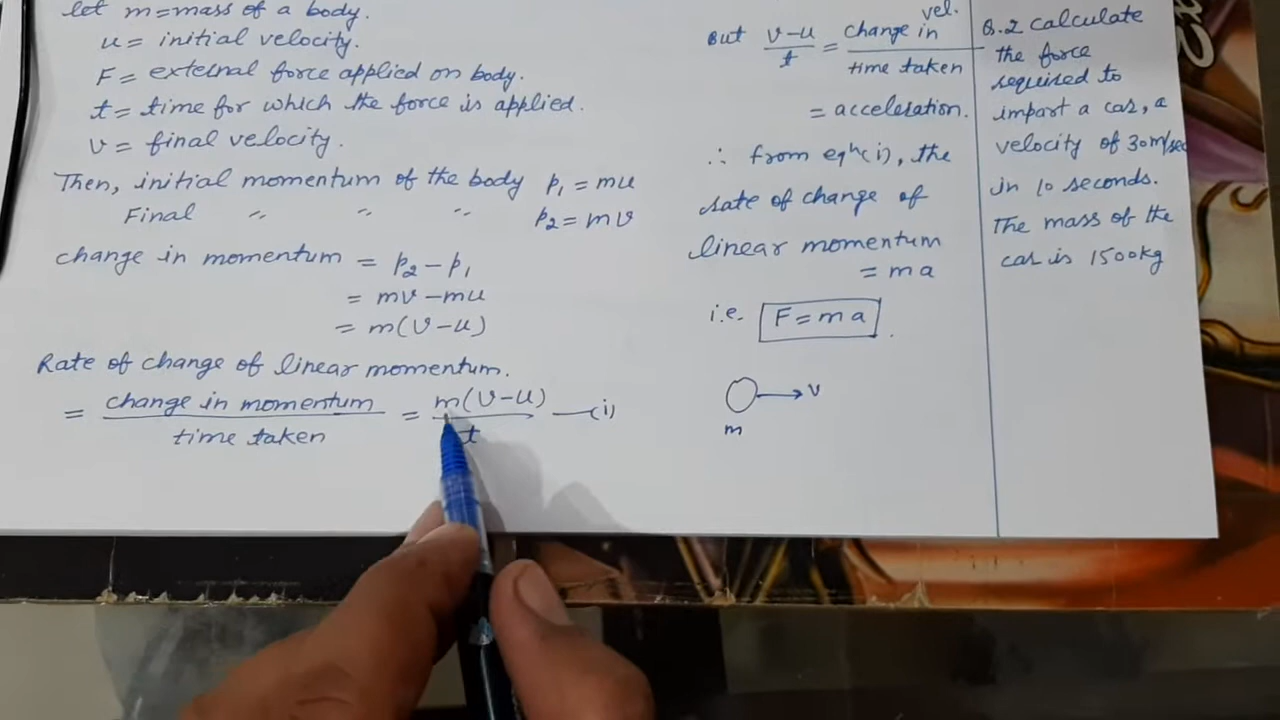 let m=mass of a body.
u= initial velocity.
F= external force applied on body.
t= time for which the force is applied.
v= final velocity.
Then, initial momentum of the body p₁ = mu
Final 〃 〃 〃 p₂ = mv
change in momentum = p₂ - p₁
= mv - mu
= m(v-u)
Rate of change of linear momentum.
= change in momentum / time taken = m(v-u) / t —(i)
But v-u / t = change in vel. / time taken
= acceleration.
∴ from eqn(i), the
rate of change of
linear momentum
= ma
i.e. F=ma.
v
m
Q.2 calculate
the force
required to
impart a car, a
velocity of 30m/sec
in 10 seconds.
The mass of the
car is 1500kg